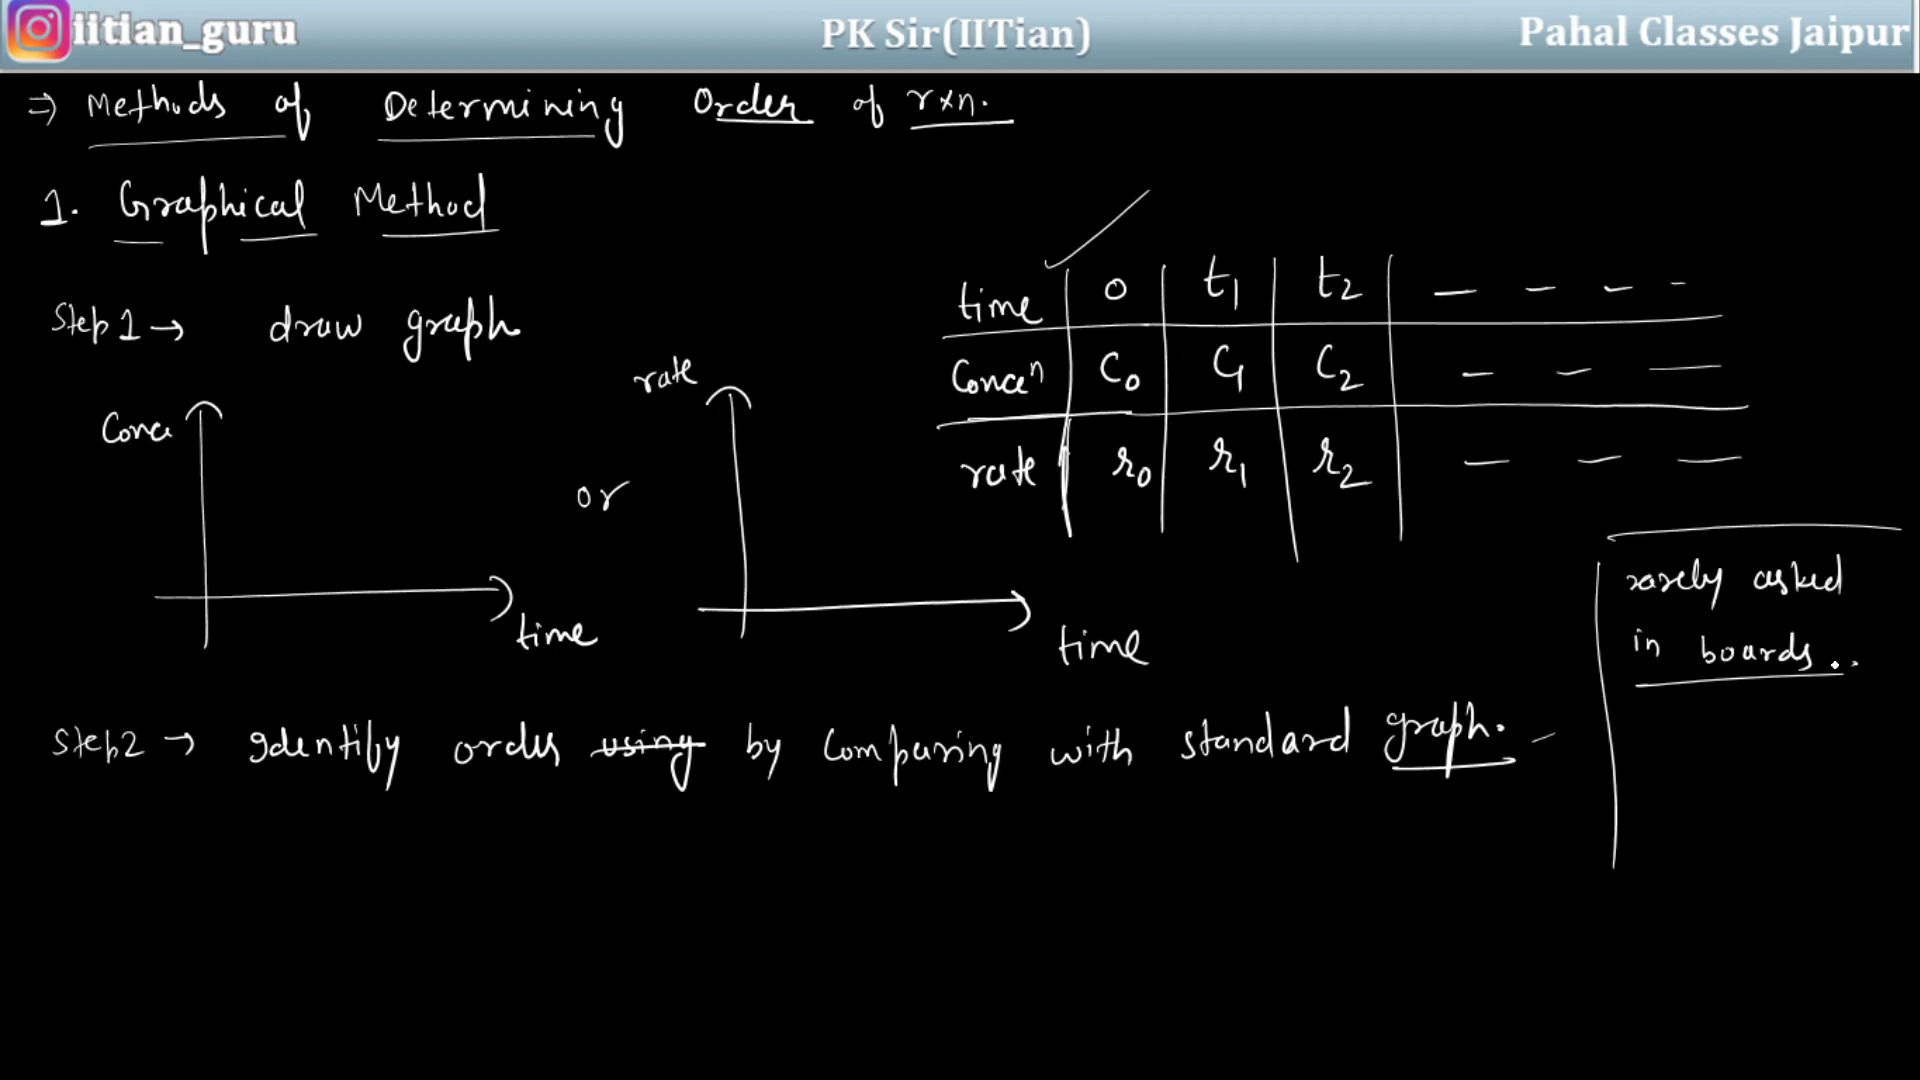 iitian_guru
PK Sir(IITian)
Pahal Classes Jaipur
⇒ Methods of Determining Order of rxn.
1. Graphical Method
Step 1 → draw graph
time 0 t1 t2 — – – -
Concen C0 C1 C2 – – —
rate r0 r1 r2 — — —
Conc
time
or
rate
time
rarely asked
in boards..
Step2 → Identify order using by Comparing with standard graph. –